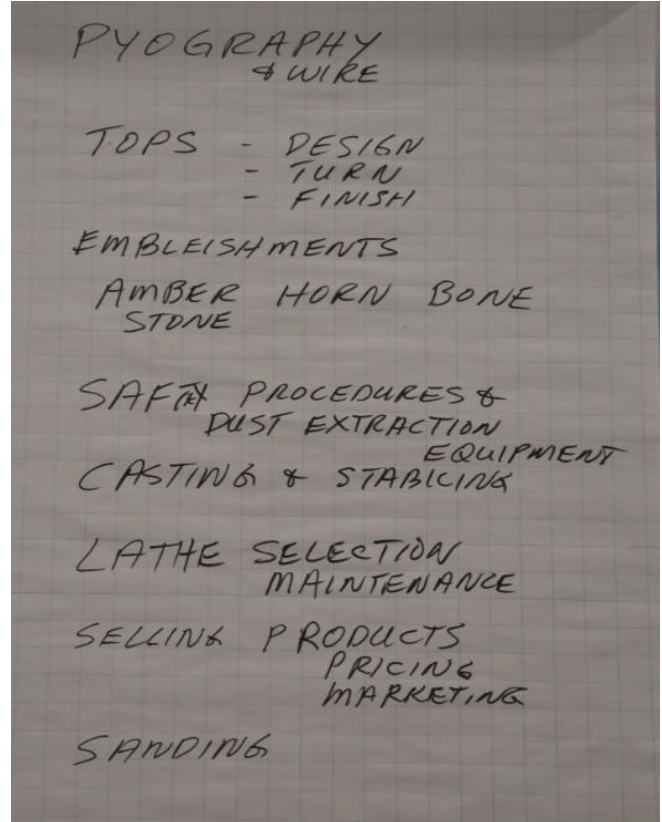 PYOGRAPHY
& WIRE
TOPS - DESIGN
- TURN
- FINISH
EMBLEISHMENTS
AMBER HORN BONE
STONE
SAFTY PROCEDURES &
DUST EXTRACTION
EQUIPMENT
CASTING & STABILING
LATHE SELECTION
MAINTENANCE
SELLING PRODUCTS
PRICING
MARKETING
SANDING